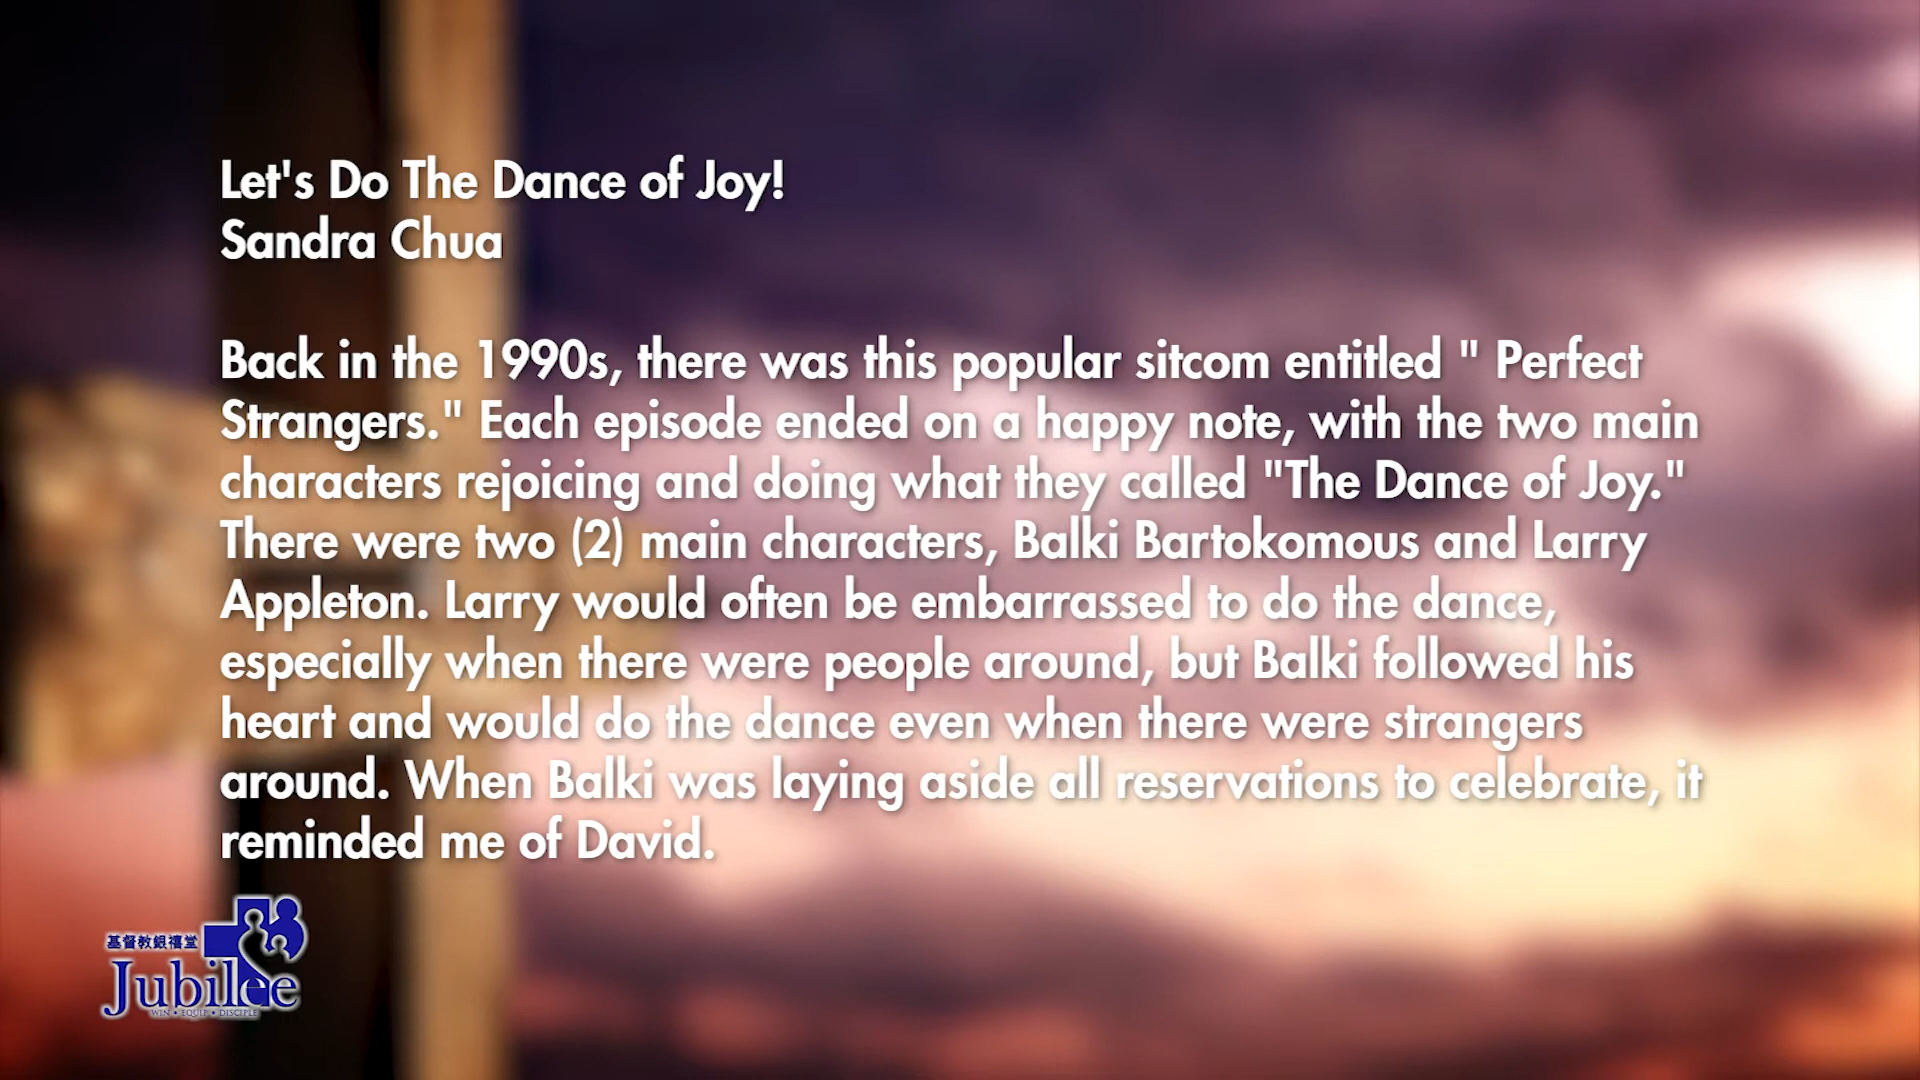 Let's Do The Dance of Joy!
Sandra Chua
Back in the 1990s, there was this popular sitcom entitled " Perfect
Strangers." Each episode ended on a happy note, with the two main
characters rejoicing and doing what they called "The Dance of Joy."
There were two (2) main characters, Balki Bartokomous and Larry
Appleton. Larry would often be embarrassed to do the dance,
especially when there were people around, but Balki followed his
heart and would do the dance even when there were strangers
around. When Balki was laying aside all reservations to celebrate, it
reminded me of David.
基督教銀禧堂
Jubilee
WIN • EQUIP • DISCIPLE